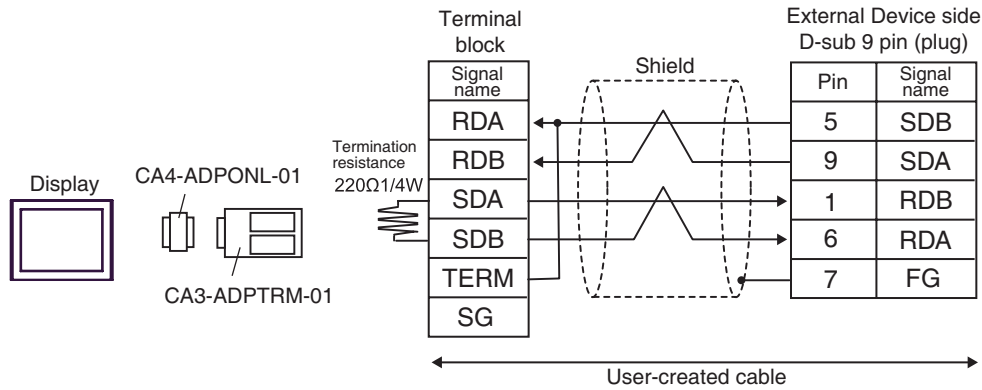 Terminal
block
External Device side
D-sub 9 pin (plug)
Signal
name
Shield
Pin
Signal
name
RDA
5
SDB
Termination
resistance
220Ω1/4W
RDB
9
SDA
Display
CA4-ADPONL-01
SDA
1
RDB
SDB
6
RDA
CA3-ADPTRM-01
TERM
7
FG
SG
User-created cable